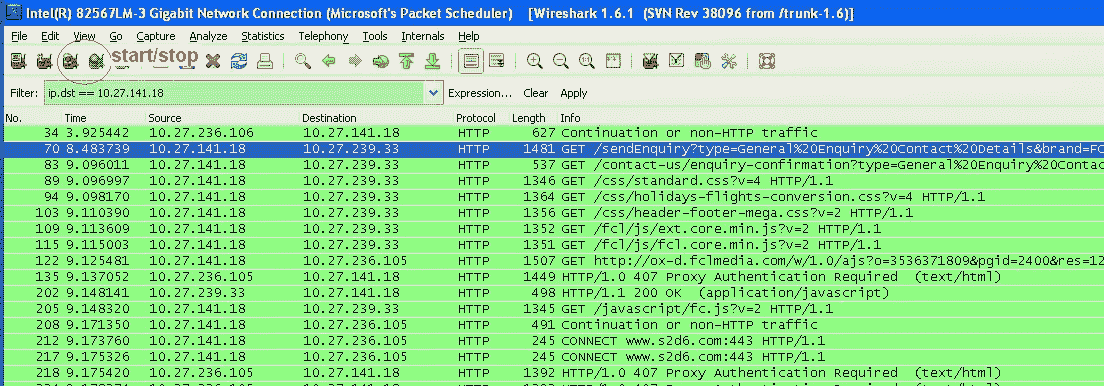 Intel(R) 82567LM-3 Gigabit Network Connection (Microsoft's Packet Scheduler) [Wireshark 1.6.1 (SVN Rev 38096 from /trunk-1.6)]
File Edit View Go Capture Analyze Statistics Telephony Tools Internals Help
start/stop
Filter: ip.dst == 10.27.141.18 Expression... Clear Apply
No. Time Source Destination Protocol Length Info
34 3.925442 10.27.236.106 10.27.141.18 HTTP 627 Continuation or non-HTTP traffic
70 8.483739 10.27.141.18 10.27.239.33 HTTP 1481 GET /sendEnquiry?type=General%20Enquiry%20Contact%20Details&brand=FC
83 9.096011 10.27.141.18 10.27.239.33 HTTP 537 GET /contact-us/enquiry-confirmation?type=General%20Enquiry%20Contac
89 9.096997 10.27.141.18 10.27.239.33 HTTP 1346 GET /css/standard.css?v=4 HTTP/1.1
94 9.098170 10.27.141.18 10.27.239.33 HTTP 1364 GET /css/holidays-flights-conversion.css?v=4 HTTP/1.1
103 9.110390 10.27.141.18 10.27.239.33 HTTP 1356 GET /css/header-footer-mega.css?v=2 HTTP/1.1
109 9.113609 10.27.141.18 10.27.239.33 HTTP 1352 GET /fcl/js/ext.core.min.js?v=2 HTTP/1.1
115 9.115003 10.27.141.18 10.27.239.33 HTTP 1351 GET /fcl/js/fcl.core.min.js?v=2 HTTP/1.1
122 9.125481 10.27.141.18 10.27.236.105 HTTP 1507 GET http://ox-d.fclmedia.com/w/1.0/ajs?o=3536371809&pgid=2400&res=12
135 9.137052 10.27.236.105 10.27.141.18 HTTP 1449 HTTP/1.0 407 Proxy Authentication Required (text/html)
202 9.148141 10.27.239.33 10.27.141.18 HTTP 498 HTTP/1.1 200 OK (application/javascript)
205 9.148320 10.27.141.18 10.27.239.33 HTTP 1345 GET /javascript/fc.js?v=2 HTTP/1.1
208 9.171350 10.27.141.18 10.27.236.105 HTTP 491 Continuation or non-HTTP traffic
212 9.173760 10.27.141.18 10.27.236.105 HTTP 245 CONNECT www.s2d6.com:443 HTTP/1.1
217 9.175326 10.27.141.18 10.27.236.105 HTTP 245 CONNECT www.s2d6.com:443 HTTP/1.1
218 9.175420 10.27.236.105 10.27.141.18 HTTP 1392 HTTP/1.0 407 Proxy Authentication Required (text/html)